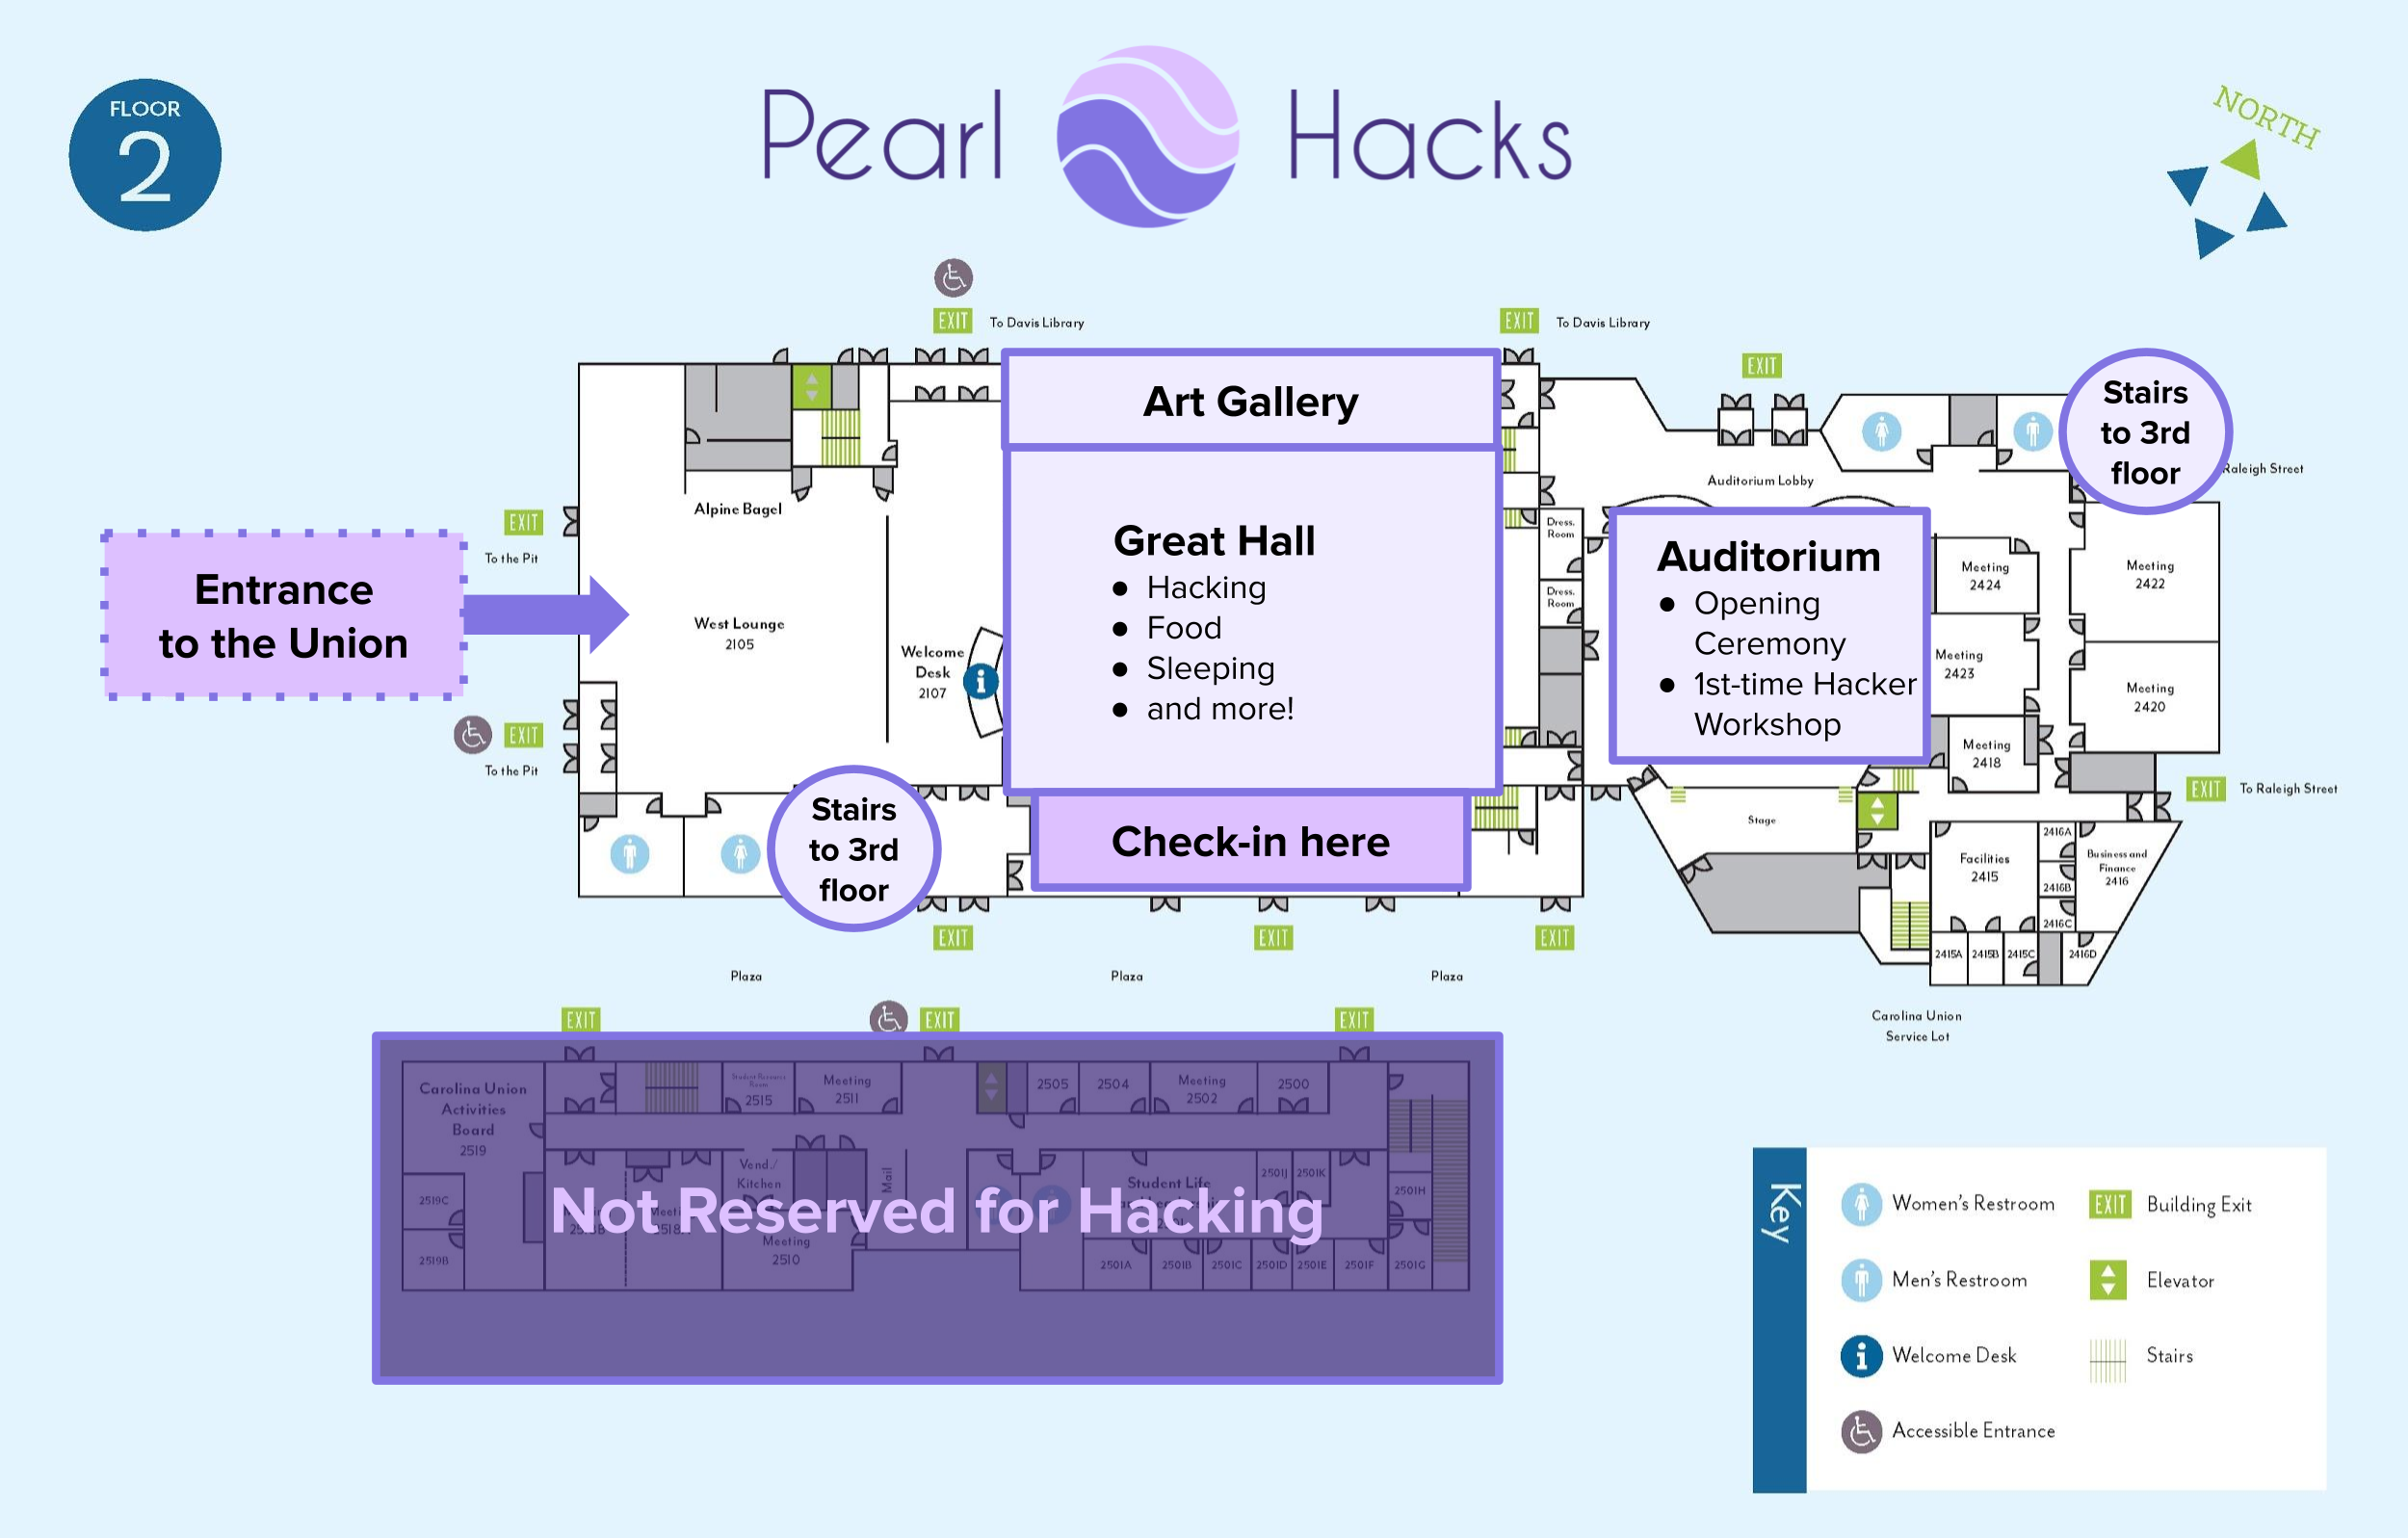 FLOOR
2
Pearl Hacks
NORTH
EXIT To Davis Library
EXIT To Davis Library
EXIT
Art Gallery
Stairs
to 3rd
floor
Raleigh Street
Auditorium Lobby
Alpine Bagel
EXIT
To the Pit
Entrance
to the Union
West Lounge
2105
Welcome
Desk
2107
Great Hall
● Hacking
● Food
● Sleeping
● and more!
Dress.
Room
Dress.
Room
Auditorium
● Opening
Ceremony
● 1st-time Hacker
Workshop
Meeting
2424
Meeting
2422
Meeting
2423
Meeting
2420
Meeting
2418
EXIT
To the Pit
EXIT To Raleigh Street
Stairs
to 3rd
floor
Check-in here
Stage
Facilities
2415
2416A
2416B
2416C
Business and
Finance
2416
2415A
2415B
2415C
2416D
EXIT
EXIT
EXIT
Plaza
Plaza
Plaza
Carolina Union
Service Lot
EXIT
EXIT
EXIT
Carolina Union
Activities
Board
2519
Student Resource
Room
2515
Meeting
2511
2505
2504
Meeting
2502
2500
Vend./
Kitchen
Mail
2519C
2519B
Student Life
2501J
2501K
2501H
Not Reserved for Hacking
Meeting
2510
2501A
2501B
2501C
2501D
2501E
2501F
2501G
Key
Women's Restroom
EXIT Building Exit
Men's Restroom
Elevator
Welcome Desk
Stairs
Accessible Entrance